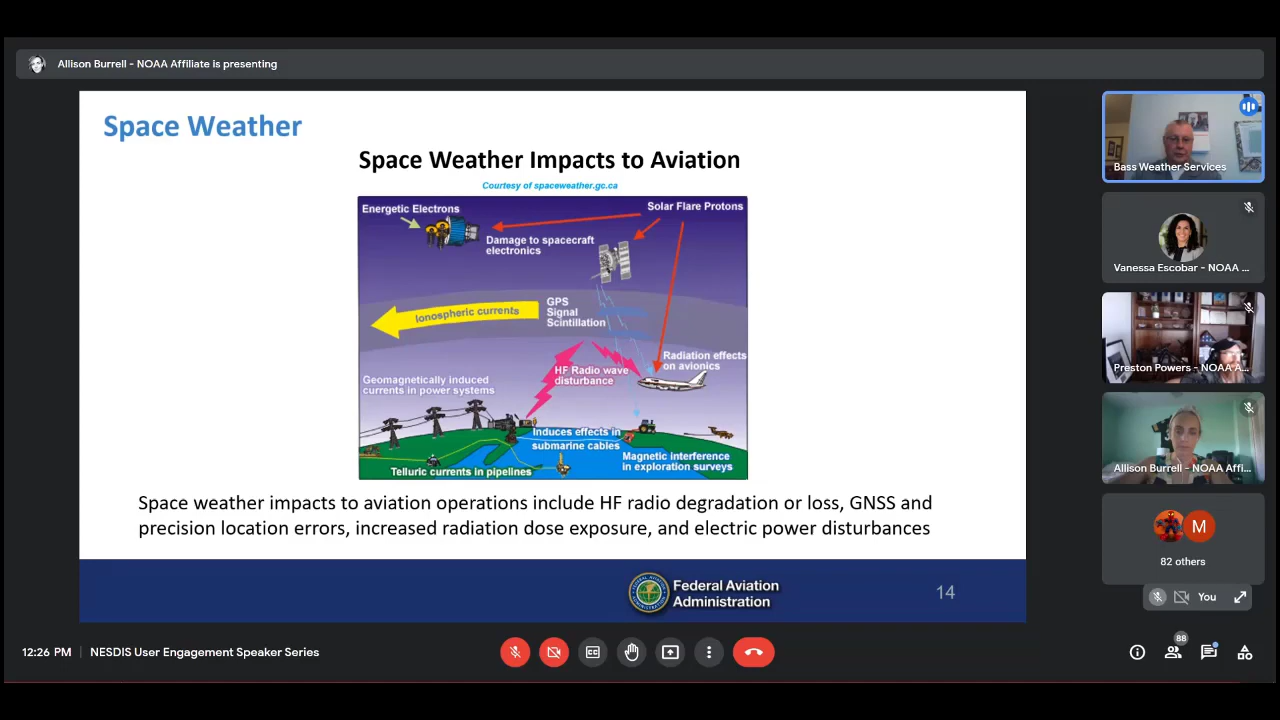 Allison Burrell - NOAA Affiliate is presenting
Space Weather
Space Weather Impacts to Aviation
Courtesy of spaceweather.gc.ca
Energetic Electrons
Solar Flare Protons
Damage to spacecraft
electronics
Ionospheric currents
GPS
Signal
Scintillation
Radiation effects
on avionics
HF Radio wave
disturbance
Geomagnetically induced
currents in power systems
Induces effects in
submarine cables
Magnetic interference
in exploration surveys
Telluric currents in pipelines
Space weather impacts to aviation operations include HF radio degradation or loss, GNSS and
precision location errors, increased radiation dose exposure, and electric power disturbances
Federal Aviation
Administration
14
Bass Weather Services
Vanessa Escobar - NOAA ...
Preston Powers - NOAA A...
Allison Burrell - NOAA Affi...
M
82 others
You
12:26 PM | NESDIS User Engagement Speaker Series
88